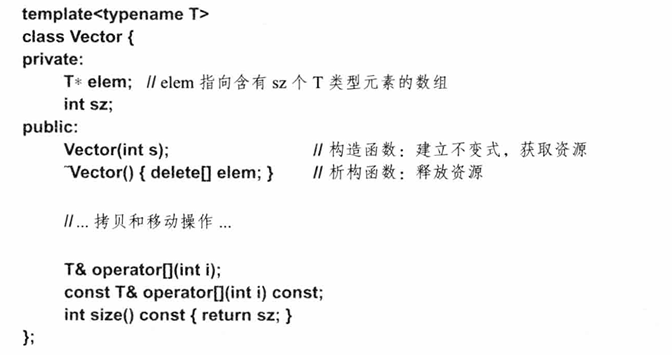 template<typename T>
class Vector {
private:
    T* elem;  // elem 指向含有 sz 个 T 类型元素的数组
    int sz;
public:
    Vector(int s);                // 构造函数：建立不变式，获取资源
    ~Vector() { delete[] elem; }  // 析构函数：释放资源

    // ... 拷贝和移动操作 ...

    T& operator[](int i);
    const T& operator[](int i) const;
    int size() const { return sz; }
};